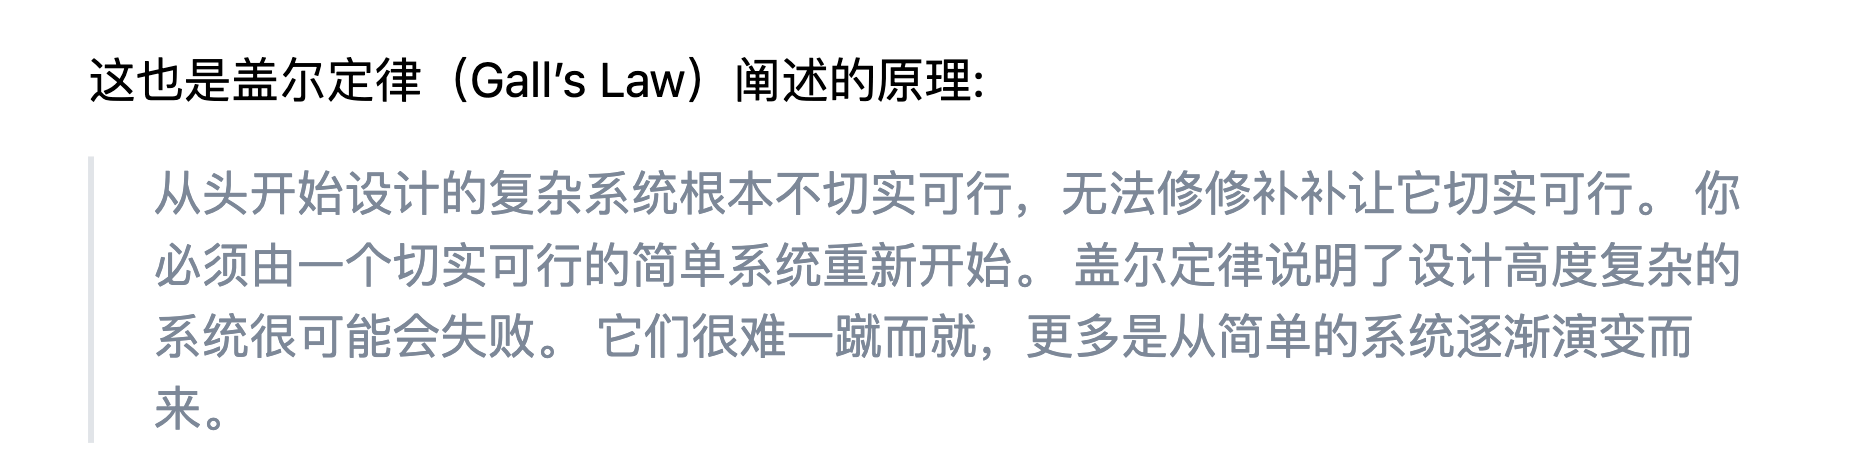 这也是盖尔定律（Gall’s Law）阐述的原理:
从头开始设计的复杂系统根本不切实可行，无法修修补补让它切实可行。 你
必须由一个切实可行的简单系统重新开始。 盖尔定律说明了设计高度复杂的
系统很可能会失败。 它们很难一蹴而就，更多是从简单的系统逐渐演变而
来。